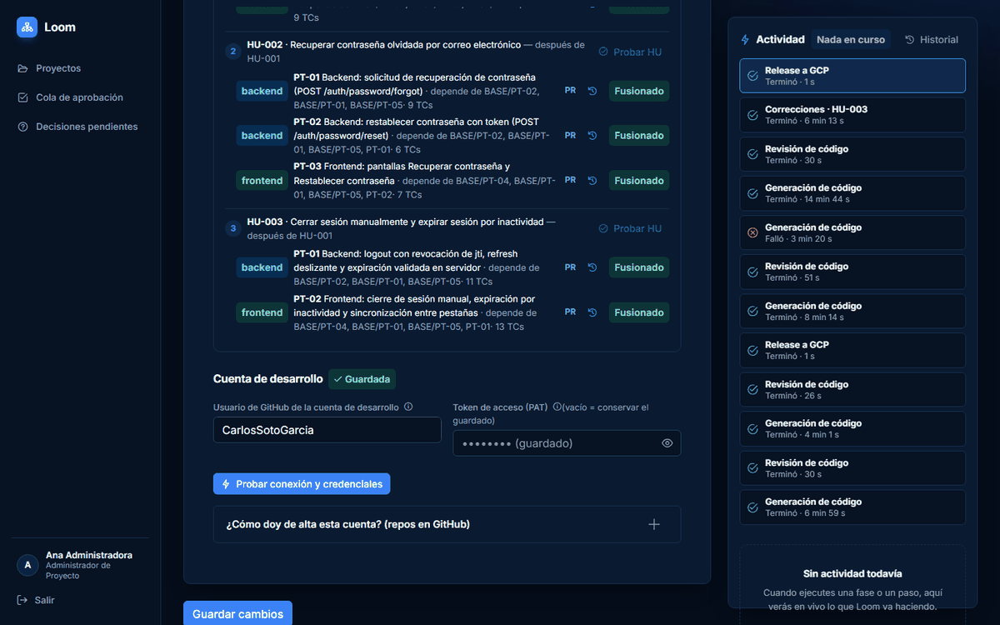 Loom
Proyectos
Cola de aprobación
Decisiones pendientes
Ana Administradora
Administrador de
Proyecto
Salir
9 TCs
2
HU-002 · Recuperar contraseña olvidada por correo electrónico — después de
HU-001
Probar HU
backend
PT-01 Backend: solicitud de recuperación de contraseña
(POST /auth/password/forgot) · depende de BASE/PT-02,
BASE/PT-01, BASE/PT-05· 9 TCs
PR
Fusionado
backend
PT-02 Backend: restablecer contraseña con token (POST
/auth/password/reset) · depende de BASE/PT-02, BASE/PT-
01, BASE/PT-05, PT-01· 6 TCs
PR
Fusionado
frontend
PT-03 Frontend: pantallas Recuperar contraseña y
Restablecer contraseña · depende de BASE/PT-04, BASE/PT-
01, BASE/PT-05, PT-02· 7 TCs
PR
Fusionado
3
HU-003 · Cerrar sesión manualmente y expirar sesión por inactividad —
después de HU-001
Probar HU
backend
PT-01 Backend: logout con revocación de jti, refresh
deslizante y expiración validada en servidor · depende de
BASE/PT-02, BASE/PT-01, BASE/PT-05· 11 TCs
PR
Fusionado
frontend
PT-02 Frontend: cierre de sesión manual, expiración por
inactividad y sincronización entre pestañas · depende de
BASE/PT-04, BASE/PT-01, BASE/PT-05, PT-01· 13 TCs
PR
Fusionado
Cuenta de desarrollo
Guardada
Usuario de GitHub de la cuenta de desarrollo
CarlosSotoGarcia
Token de acceso (PAT) (vacío = conservar el
guardado)
•••••••• (guardado)
Probar conexión y credenciales
¿Cómo doy de alta esta cuenta? (repos en GitHub)
Guardar cambios
Actividad
Nada en curso
Historial
Release a GCP
Terminó · 1 s
Correcciones · HU-003
Terminó · 6 min 13 s
Revisión de código
Terminó · 30 s
Generación de código
Terminó · 14 min 44 s
Generación de código
Falló · 3 min 20 s
Revisión de código
Terminó · 51 s
Generación de código
Terminó · 8 min 14 s
Release a GCP
Terminó · 1 s
Revisión de código
Terminó · 26 s
Generación de código
Terminó · 4 min 1 s
Revisión de código
Terminó · 30 s
Generación de código
Terminó · 6 min 59 s
Sin actividad todavía
Cuando ejecutes una fase o un paso, aquí
verás en vivo lo que Loom va haciendo.
A